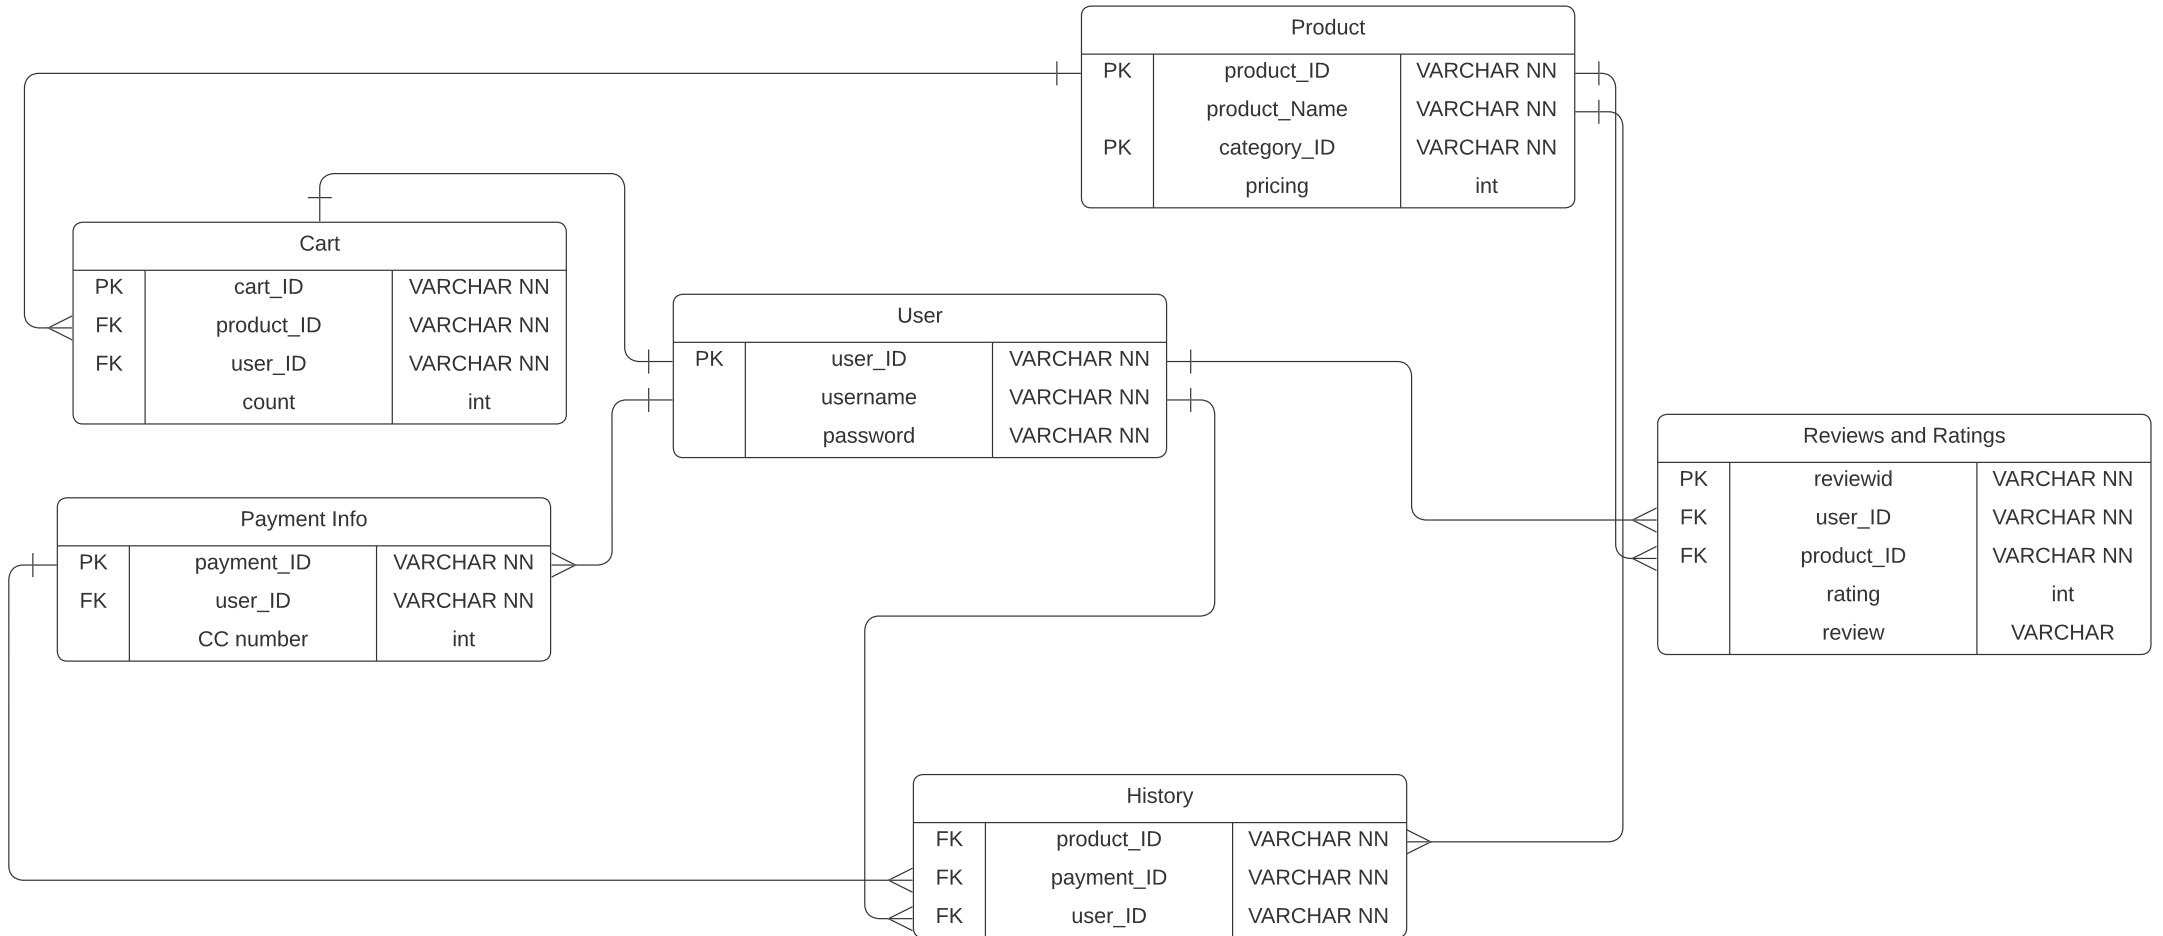 Product
PK product_ID VARCHAR NN
product_Name VARCHAR NN
PK category_ID VARCHAR NN
pricing int
Cart
PK cart_ID VARCHAR NN
FK product_ID VARCHAR NN
FK user_ID VARCHAR NN
count int
User
PK user_ID VARCHAR NN
username VARCHAR NN
password VARCHAR NN
Reviews and Ratings
PK reviewid VARCHAR NN
FK user_ID VARCHAR NN
FK product_ID VARCHAR NN
rating int
review VARCHAR
Payment Info
PK payment_ID VARCHAR NN
FK user_ID VARCHAR NN
CC number int
History
FK product_ID VARCHAR NN
FK payment_ID VARCHAR NN
FK user_ID VARCHAR NN